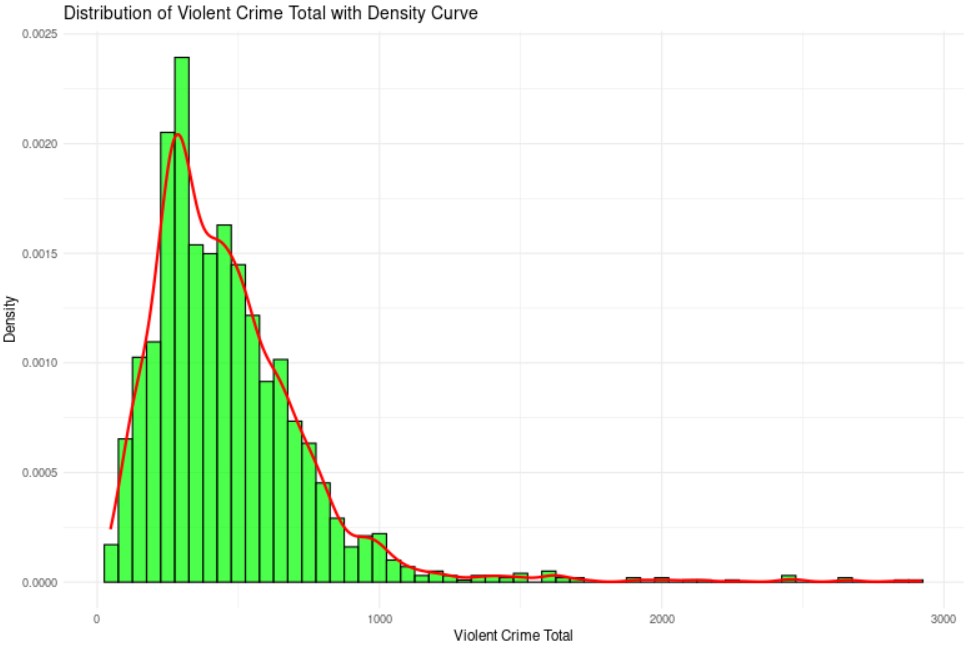 Distribution of Violent Crime Total with Density Curve
0.0025
0.0020
0.0015
0.0010
0.0005
0.0000
Density
0 1000 2000 3000
Violent Crime Total